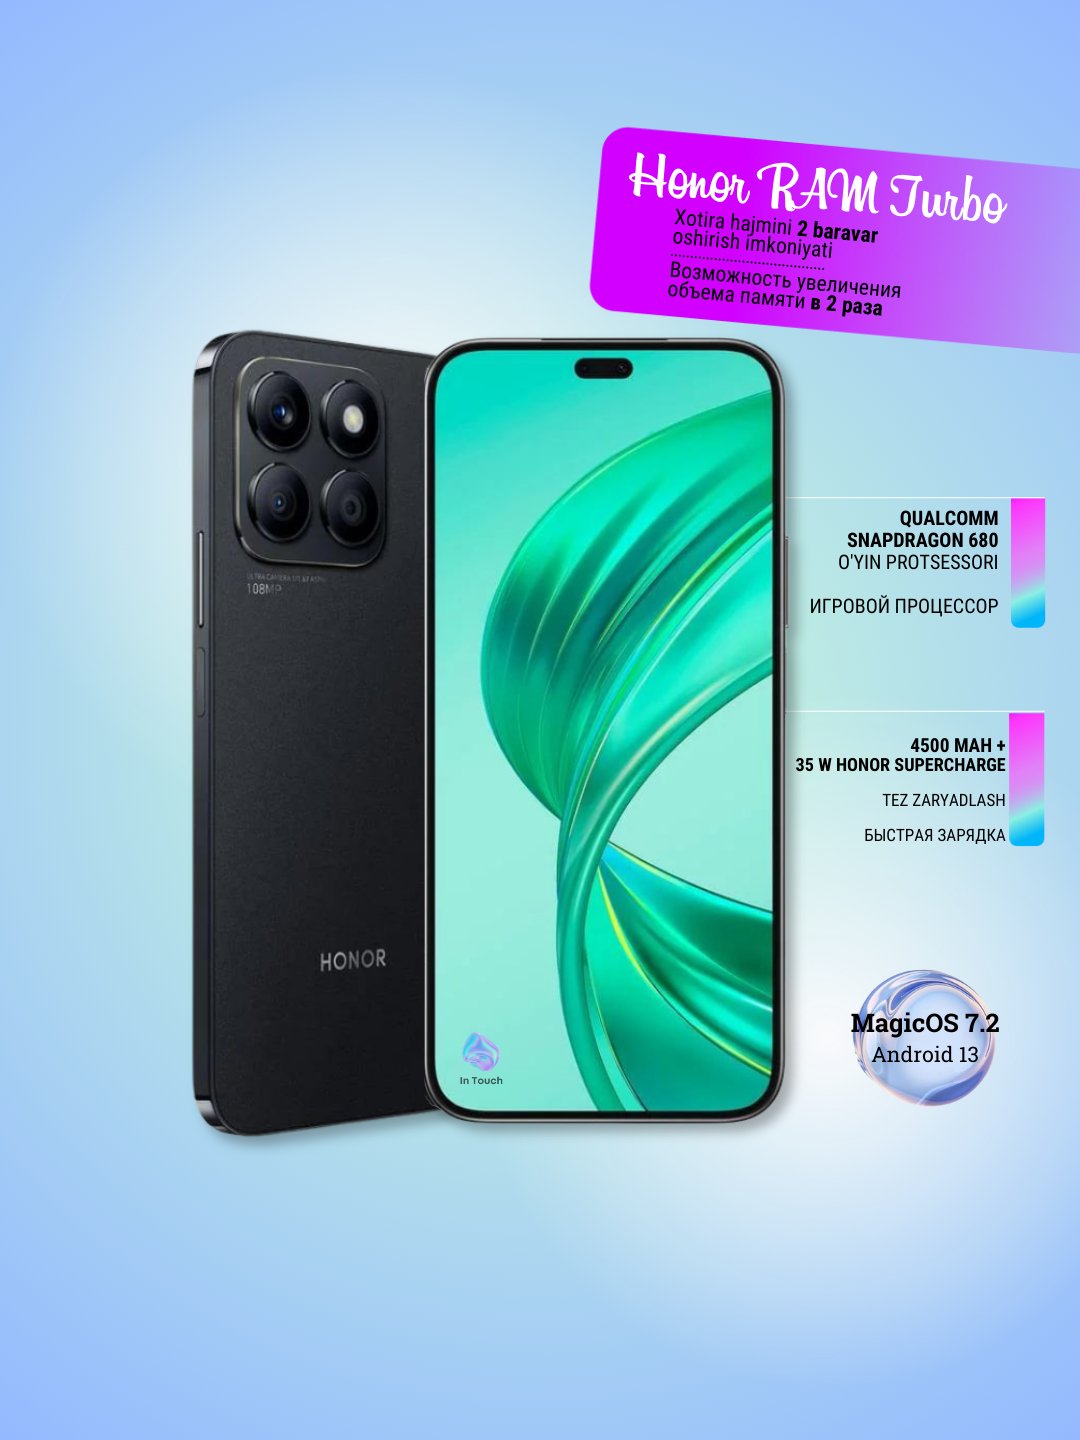 Honor RAM Turbo
Xotira hajmini 2 baravar
oshirish imkoniyati
Возможность увеличения
объема памяти в 2 раза
108MP
QUALCOMM
SNAPDRAGON 680
O'YIN PROTSESSORI
ИГРОВОЙ ПРОЦЕССОР
4500 MAH +
35 W HONOR SUPERCHARGE
TEZ ZARYADLASH
БЫСТРАЯ ЗАРЯДКА
HONOR
MagicOS 7.2
Android 13
In Touch